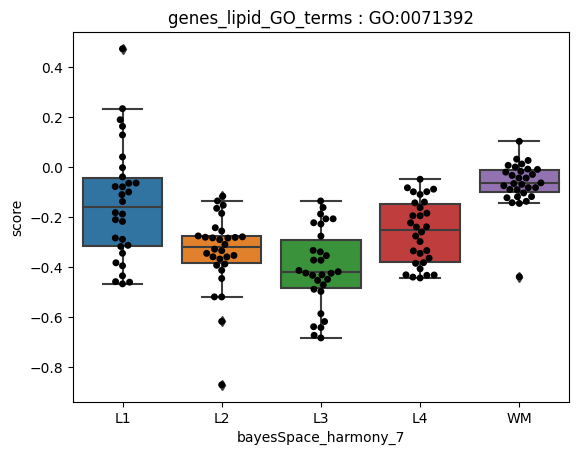 genes_lipid_GO_terms : GO:0071392
score
0.4
0.2
0.0
−0.2
−0.4
−0.6
−0.8
L1 L2 L3 L4 WM
bayesSpace_harmony_7